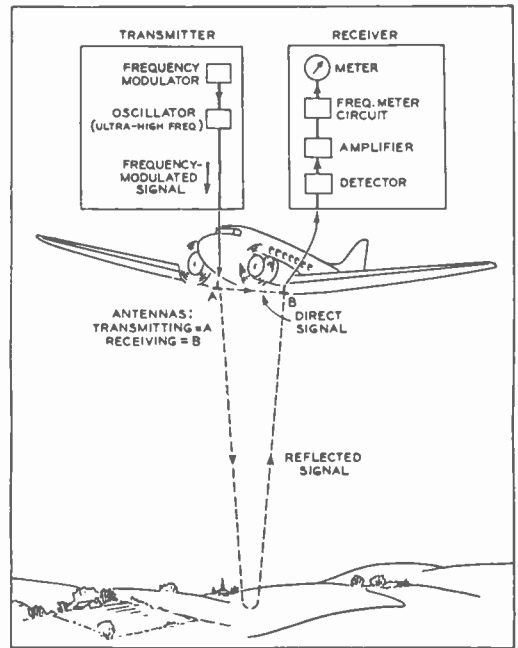 TRANSMITTER
FREQUENCY
MODULATOR
OSCILLATOR
(ULTRA-HIGH FREQ.)
FREQUENCY-
MODULATED
SIGNAL
RECEIVER
METER
FREQ. METER
CIRCUIT
AMPLIFIER
DETECTOR
A
B
ANTENNAS:
TRANSMITTING = A
RECEIVING = B
DIRECT
SIGNAL
REFLECTED
SIGNAL